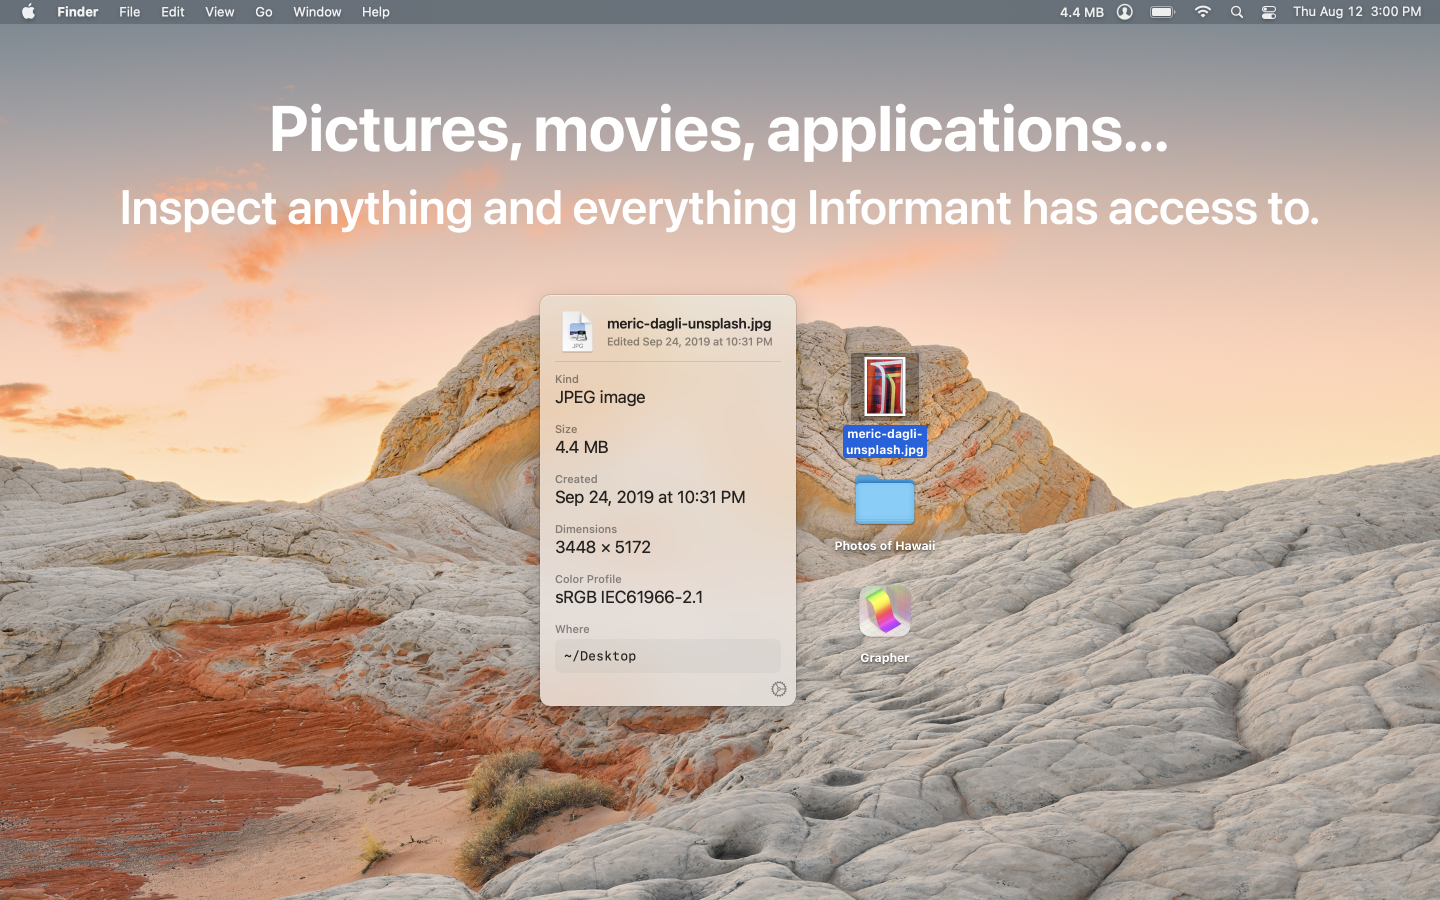 Finder File Edit View Go Window Help 4.4 MB Thu Aug 12 3:00 PM
Pictures, movies, applications...
Inspect anything and everything Informant has access to.
meric-dagli-unsplash.jpg
Edited Sep 24, 2019 at 10:31 PM
JPG
Kind
JPEG image
Size
4.4 MB
Created
Sep 24, 2019 at 10:31 PM
Dimensions
3448 × 5172
Color Profile
sRGB IEC61966-2.1
Where
~/Desktop
meric-dagli-
unsplash.jpg
Photos of Hawaii
Grapher